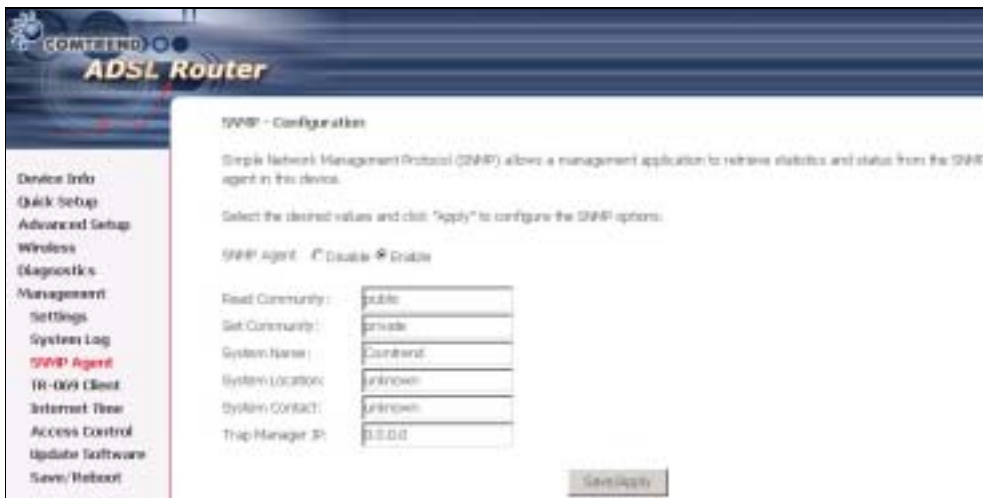 COMTREND
ADSL Router
SNMP - Configuration
Simple Network Management Protocol (SNMP) allows a management application to retrieve statistics and status from the SNMP
agent in this device.
Select the desired values and click "Apply" to configure the SNMP options.
SNMP Agent Disable Enable
Read Community: public
Set Community: private
System Name: Comtrend
System Location: unknown
System Contact: unknown
Trap Manager IP: 0.0.0.0
Save/Apply
Device Info
Quick Setup
Advanced Setup
Wireless
Diagnostics
Management
Settings
System Log
SNMP Agent
TR-069 Client
Internet Time
Access Control
Update Software
Save/Reboot